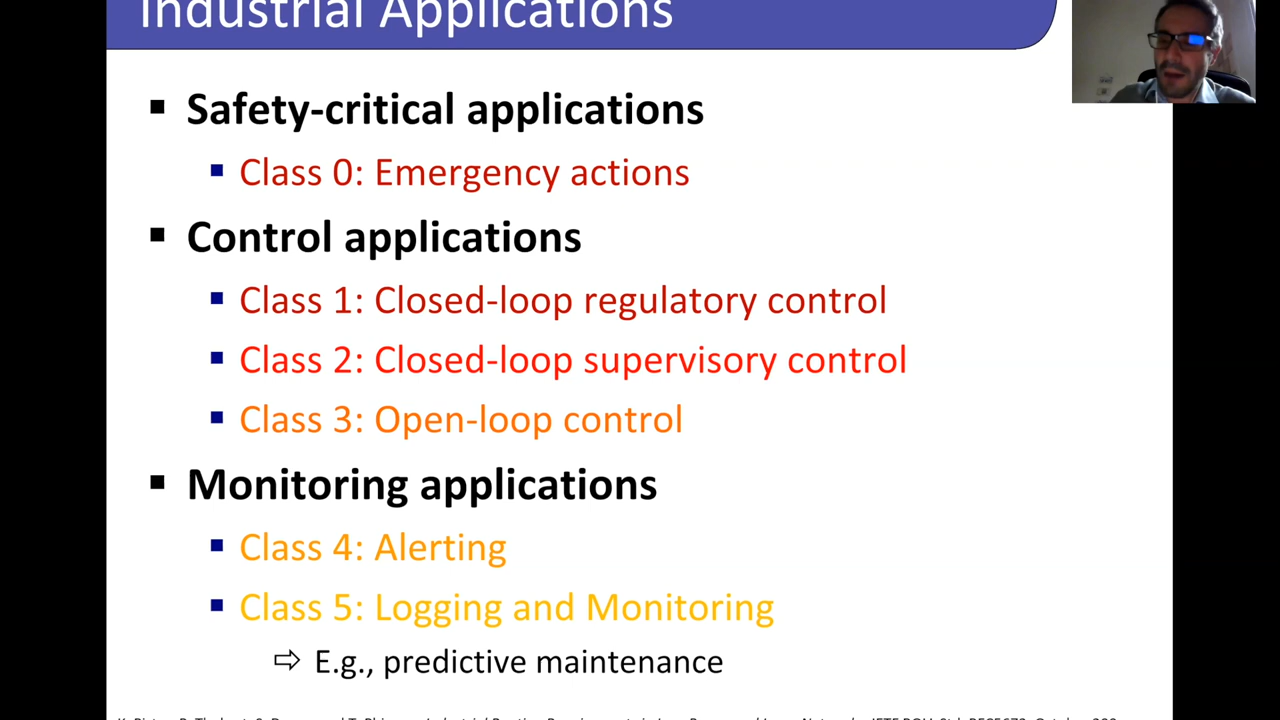 Industrial Applications
Safety-critical applications
Class 0: Emergency actions
Control applications
Class 1: Closed-loop regulatory control
Class 2: Closed-loop supervisory control
Class 3: Open-loop control
Monitoring applications
Class 4: Alerting
Class 5: Logging and Monitoring
⇨ E.g., predictive maintenance